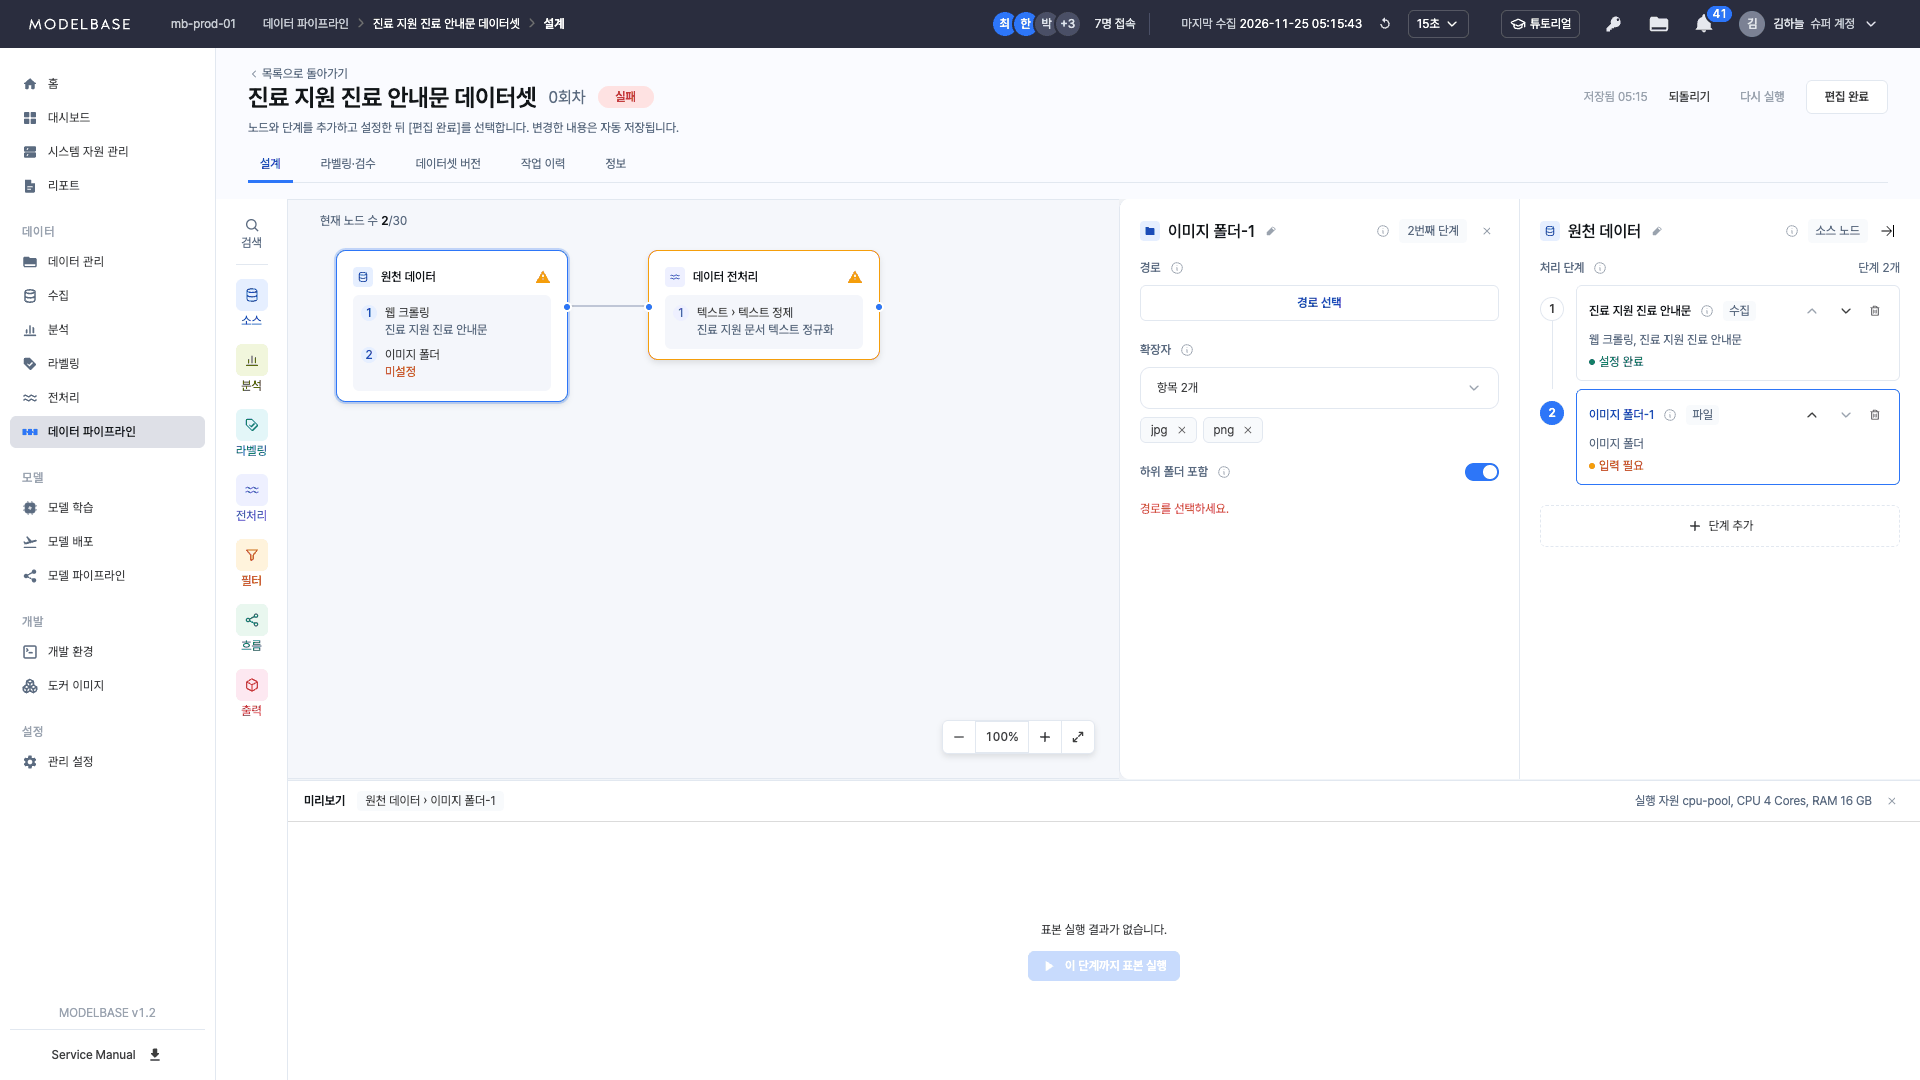 MODELBASE
mb-prod-01
데이터 파이프라인
진료 지원 진료 안내문 데이터셋
설계
최 한 박 +3
7명 접속
마지막 수집 2026-11-25 05:15:43
15초
튜토리얼
41
김
김하늘 슈퍼 계정
홈
대시보드
시스템 자원 관리
리포트
데이터
데이터 관리
수집
분석
라벨링
전처리
데이터 파이프라인
모델
모델 학습
모델 배포
모델 파이프라인
개발
개발 환경
도커 이미지
설정
관리 설정
MODELBASE v1.2
Service Manual
목록으로 돌아가기
진료 지원 진료 안내문 데이터셋 0회차 실패
노드와 단계를 추가하고 설정한 뒤 [편집 완료]를 선택합니다. 변경한 내용은 자동 저장됩니다.
저장됨 05:15
되돌리기
다시 실행
편집 완료
설계
라벨링·검수
데이터셋 버전
작업 이력
정보
검색
소스
분석
라벨링
전처리
필터
흐름
출력
현재 노드 수 2/30
원천 데이터
1 웹 크롤링
진료 지원 진료 안내문
2 이미지 폴더
미설정
데이터 전처리
1 텍스트 › 텍스트 정제
진료 지원 문서 텍스트 정규화
100%
이미지 폴더-1
2번째 단계
경로
경로 선택
확장자
항목 2개
jpg
png
하위 폴더 포함
경로를 선택하세요.
원천 데이터
소스 노드
처리 단계
단계 2개
1
진료 지원 진료 안내문
수집
웹 크롤링, 진료 지원 진료 안내문
설정 완료
2
이미지 폴더-1
파일
이미지 폴더
입력 필요
단계 추가
미리보기
원천 데이터 › 이미지 폴더-1
실행 자원 cpu-pool, CPU 4 Cores, RAM 16 GB
표본 실행 결과가 없습니다.
이 단계까지 표본 실행